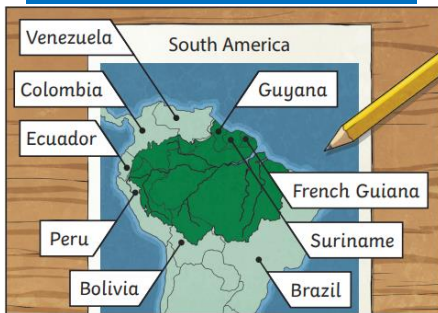 South America
Venezuela
Colombia
Ecuador
Peru
Bolivia
Guyana
French Guiana
Suriname
Brazil